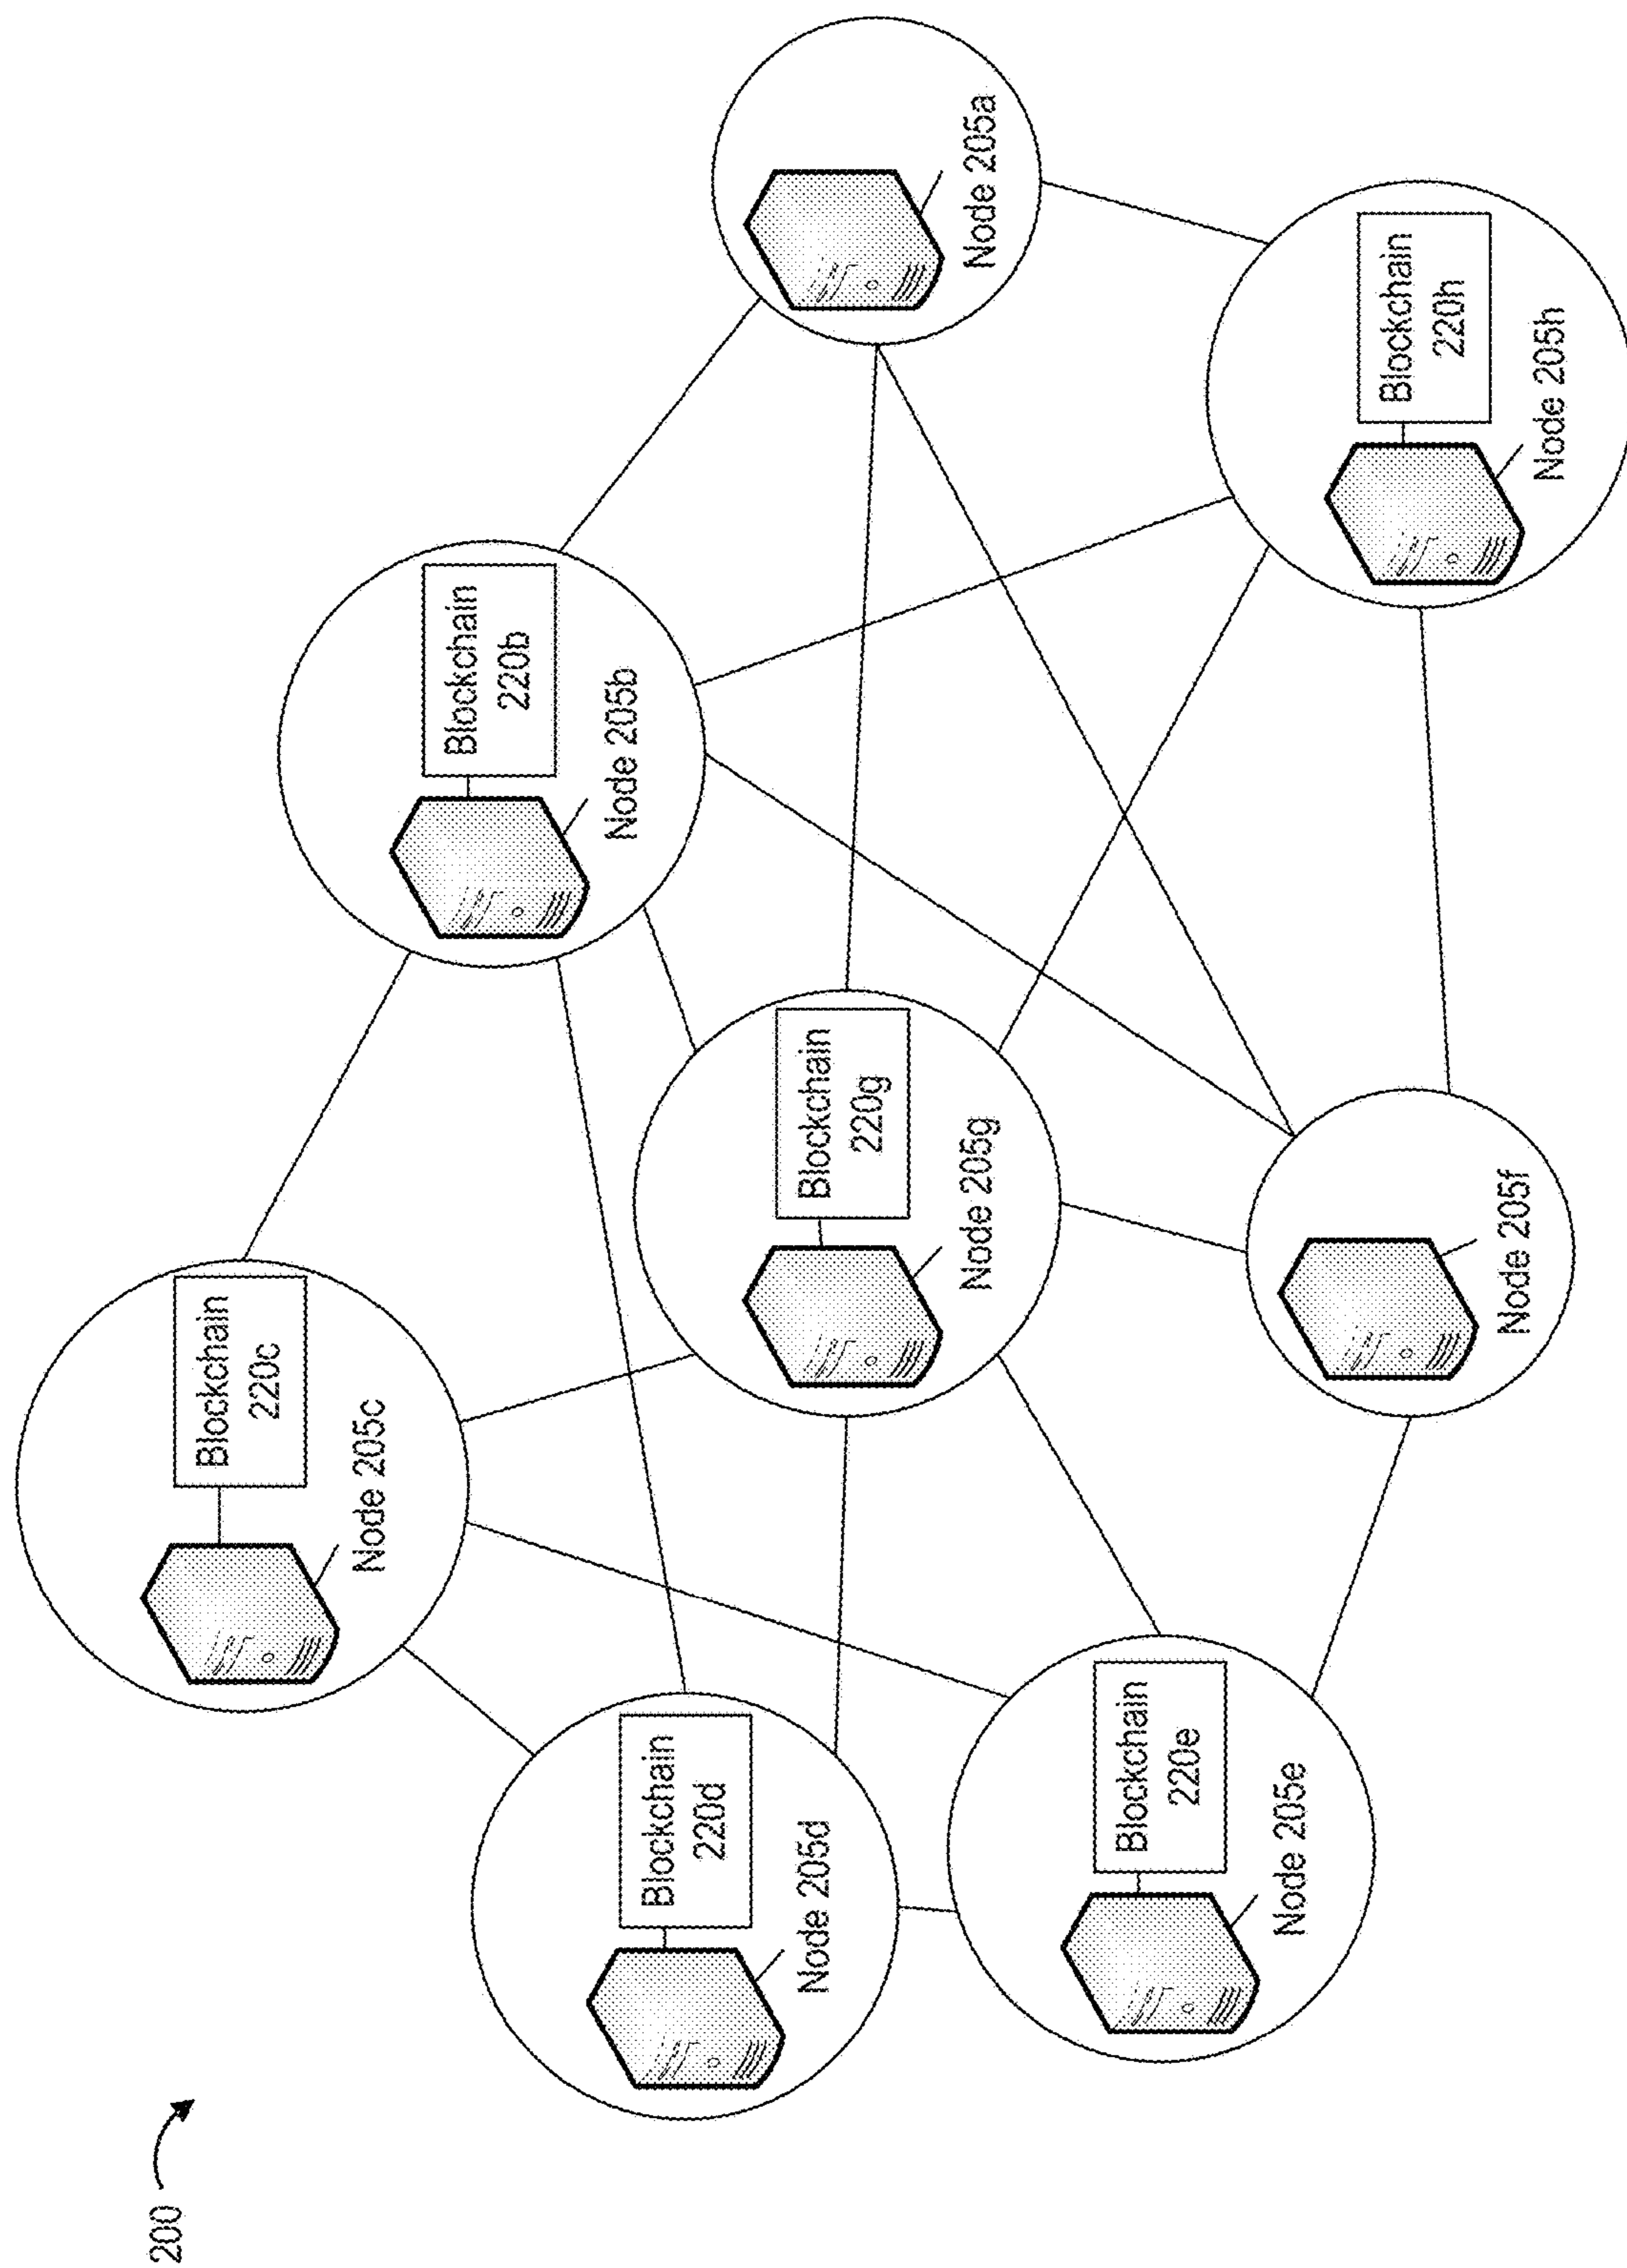 200
Blockchain
220c
Node 205c
Blockchain
220b
Node 205b
Blockchain
220d
Node 205d
Blockchain
220g
Node 205g
Node 205a
Blockchain
220e
Node 205e
Node 205f
Blockchain
220h
Node 205h